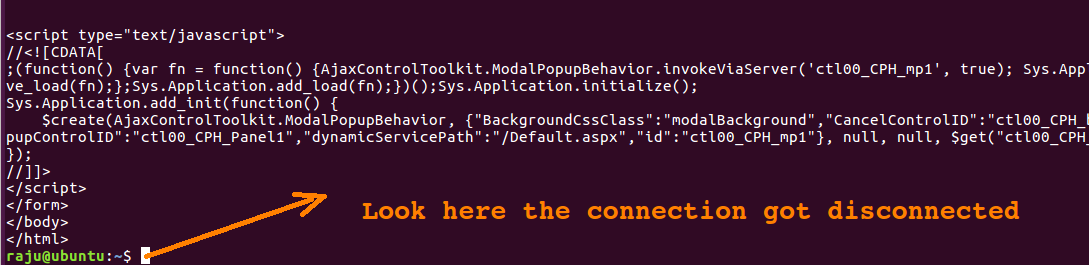 <script type="text/javascript">
//<![CDATA[
;(function() {var fn = function() {AjaxControlToolkit.ModalPopupBehavior.invokeViaServer('ctl00_CPH_mp1', true); Sys.Appl
ve_load(fn);};Sys.Application.add_load(fn);})();Sys.Application.initialize();
Sys.Application.add_init(function() {
    $create(AjaxControlToolkit.ModalPopupBehavior, {"BackgroundCssClass":"modalBackground","CancelControlID":"ctl00_CPH_
pupControlID":"ctl00_CPH_Panel1","dynamicServicePath":"/Default.aspx","id":"ctl00_CPH_mp1"}, null, null, $get("ctl00_CPH_
});
//]]>
</script>
</form>
Look here the connection got disconnected
</body>
</html>
raju@ubuntu:~$